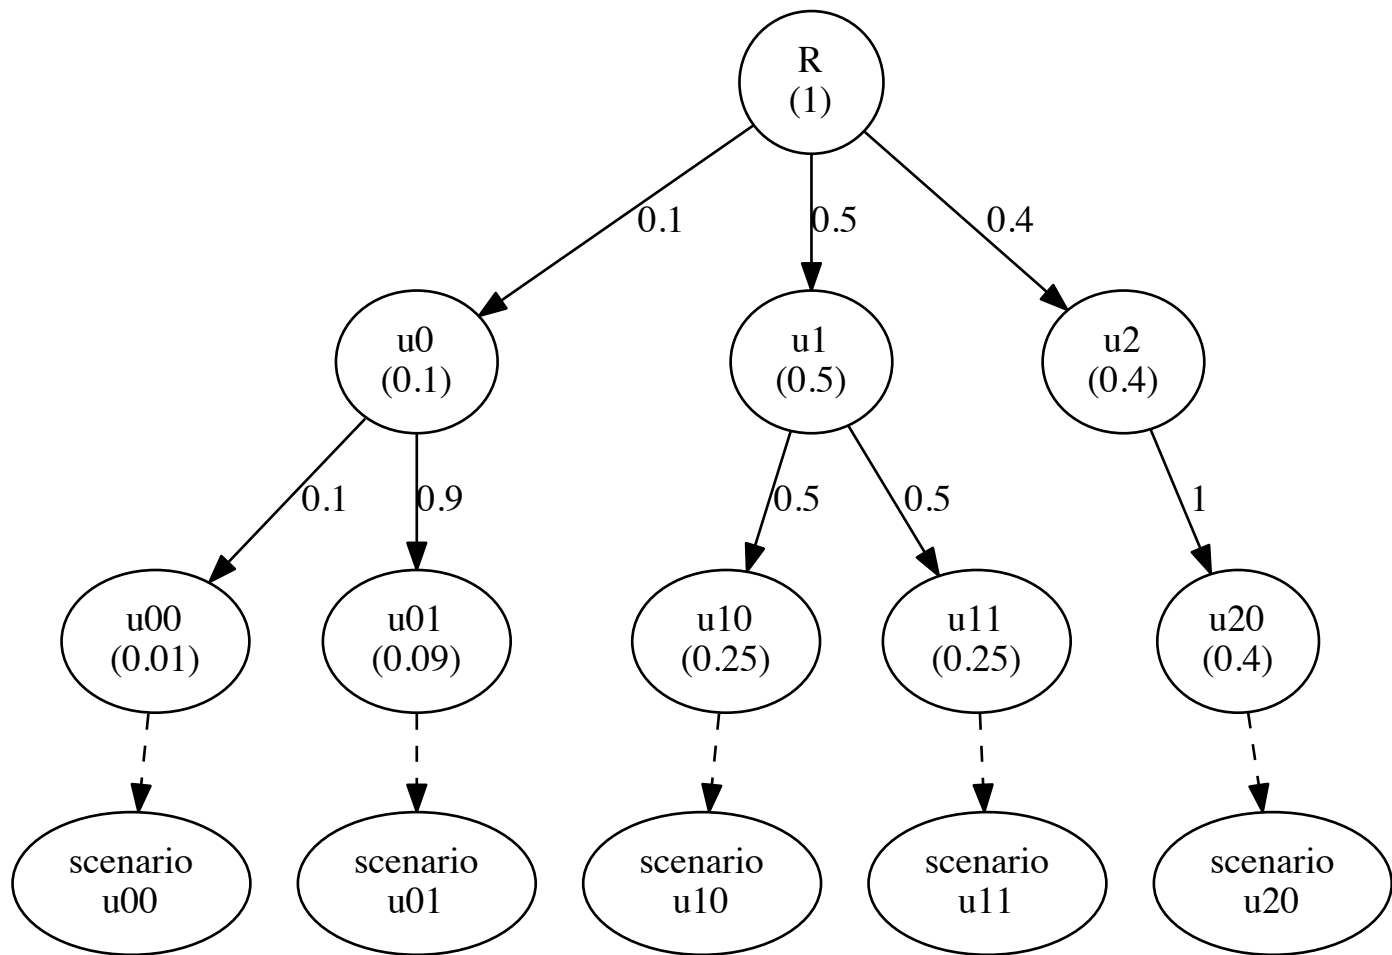 R
(1)
0.1
0.5
0.4
u0
(0.1)
u1
(0.5)
u2
(0.4)
0.1
0.9
0.5
0.5
1
u00
(0.01)
u01
(0.09)
u10
(0.25)
u11
(0.25)
u20
(0.4)
scenario
u00
scenario
u01
scenario
u10
scenario
u11
scenario
u20